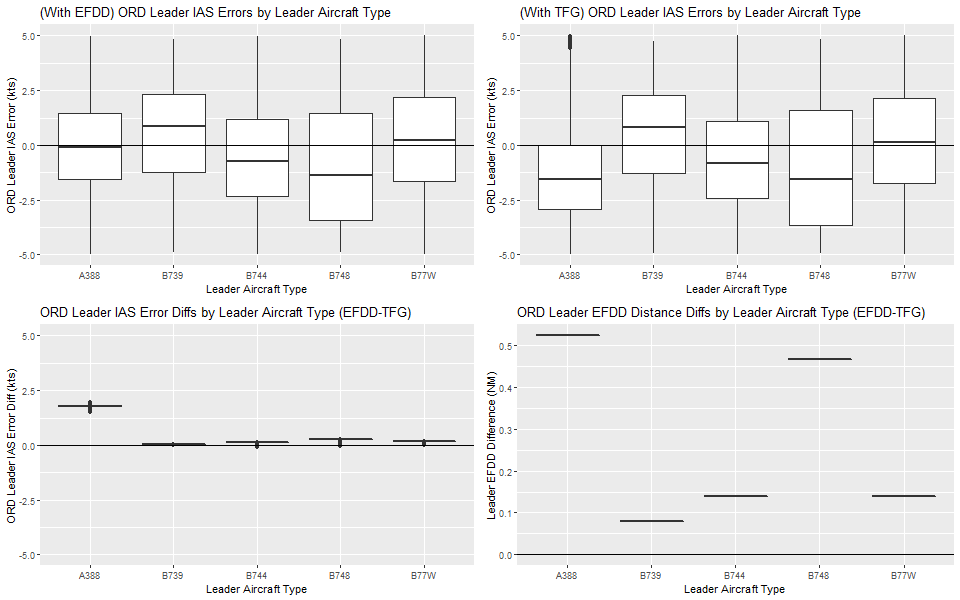 (With EFDD) ORD Leader IAS Errors by Leader Aircraft Type
ORD Leader IAS Error (kts)
5.0
2.5
0.0
-2.5
-5.0
A388 B739 B744 B748 B77W
Leader Aircraft Type
(With TFG) ORD Leader IAS Errors by Leader Aircraft Type
ORD Leader IAS Error (kts)
5.0
2.5
0.0
-2.5
-5.0
A388 B739 B744 B748 B77W
Leader Aircraft Type
ORD Leader IAS Error Diffs by Leader Aircraft Type (EFDD-TFG)
ORD Leader IAS Error Diff (kts)
5.0
2.5
0.0
-2.5
-5.0
A388 B739 B744 B748 B77W
Leader Aircraft Type
ORD Leader EFDD Distance Diffs by Leader Aircraft Type (EFDD-TFG)
Leader EFDD Difference (NM)
0.5
0.4
0.3
0.2
0.1
0.0
A388 B739 B744 B748 B77W
Leader Aircraft Type